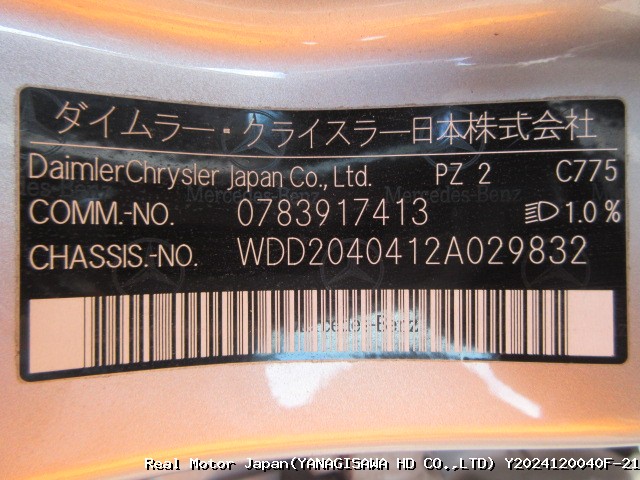 ダイムラー・クライスラー日本株式会社
DaimlerChrysler Japan Co., Ltd. PZ 2 C775
COMM.-NO. 0783917413 1.0 %
CHASSIS.-NO. WDD2040412A029832
Mercedes-Benz
Real Motor Japan(YANAGISAWA HD CO.,LTD) Y2024120040F-21